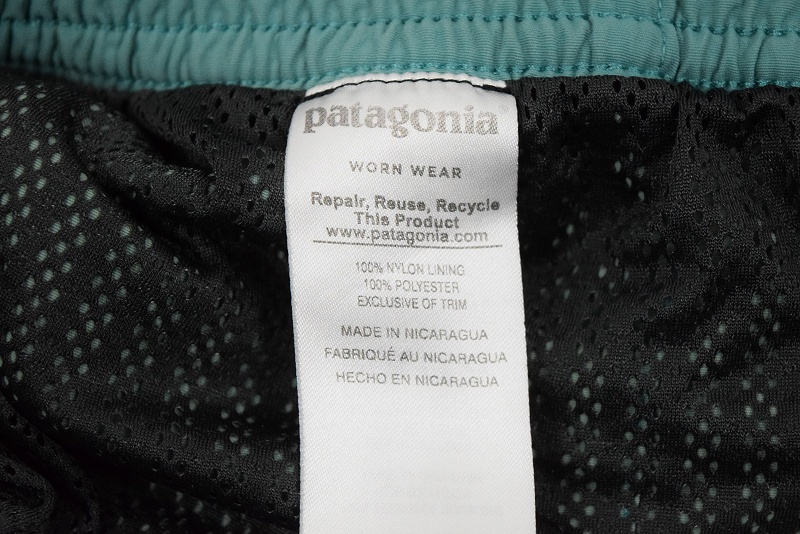 patagonia®
WORN WEAR
Repair, Reuse, Recycle
This Product
www.patagonia.com
100% NYLON LINING
100% POLYESTER
EXCLUSIVE OF TRIM
MADE IN NICARAGUA
FABRIQUÉ AU NICARAGUA
HECHO EN NICARAGUA